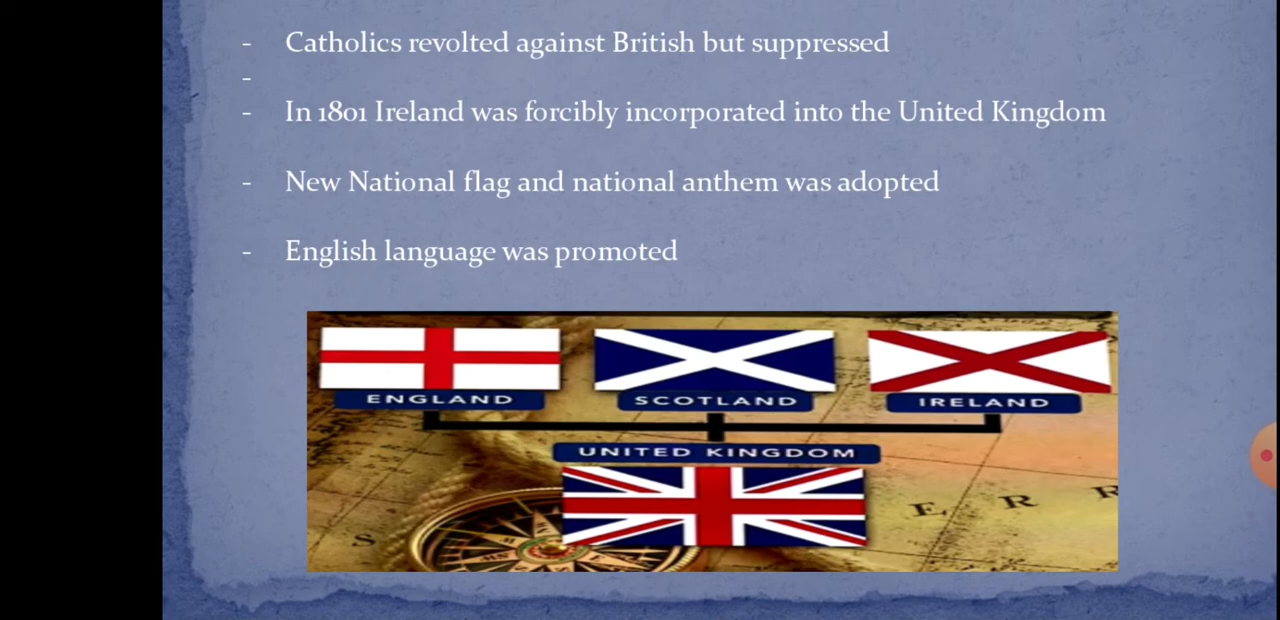 - Catholics revolted against British but suppressed
-
- In 1801 Ireland was forcibly incorporated into the United Kingdom
- New National flag and national anthem was adopted
- English language was promoted
ENGLAND SCOTLAND IRELAND
UNITED KINGDOM
S E R R